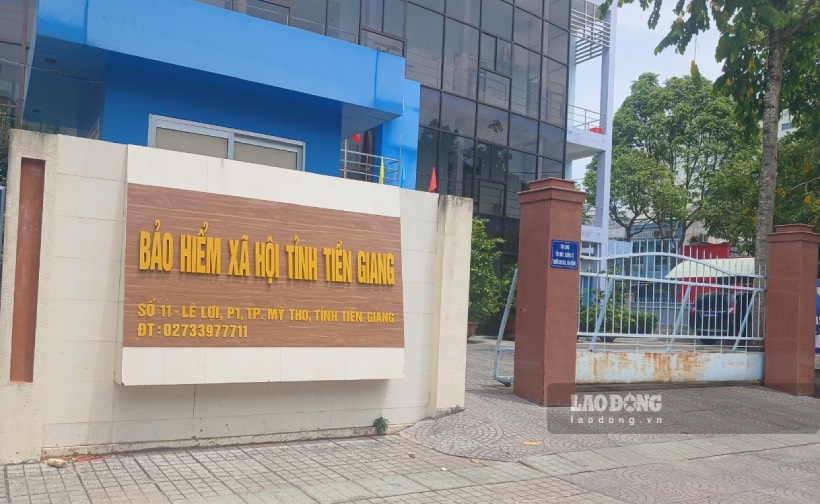 BẢO HIỂM XÃ HỘI TỈNH TIỀN GIANG
SỐ 11 - LÊ LỢI, P1, TP. MỸ THO, TỈNH TIỀN GIANG
ĐT : 02733977711
LAO ĐỘNG
laodong.vn